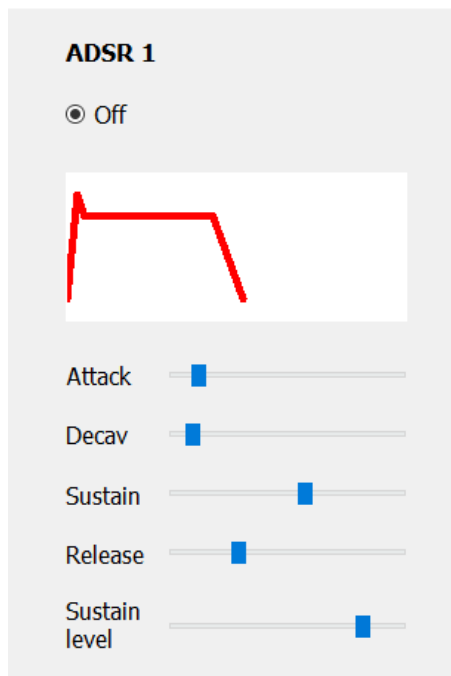 ADSR 1
Off
Attack
Decav
Sustain
Release
Sustain
level